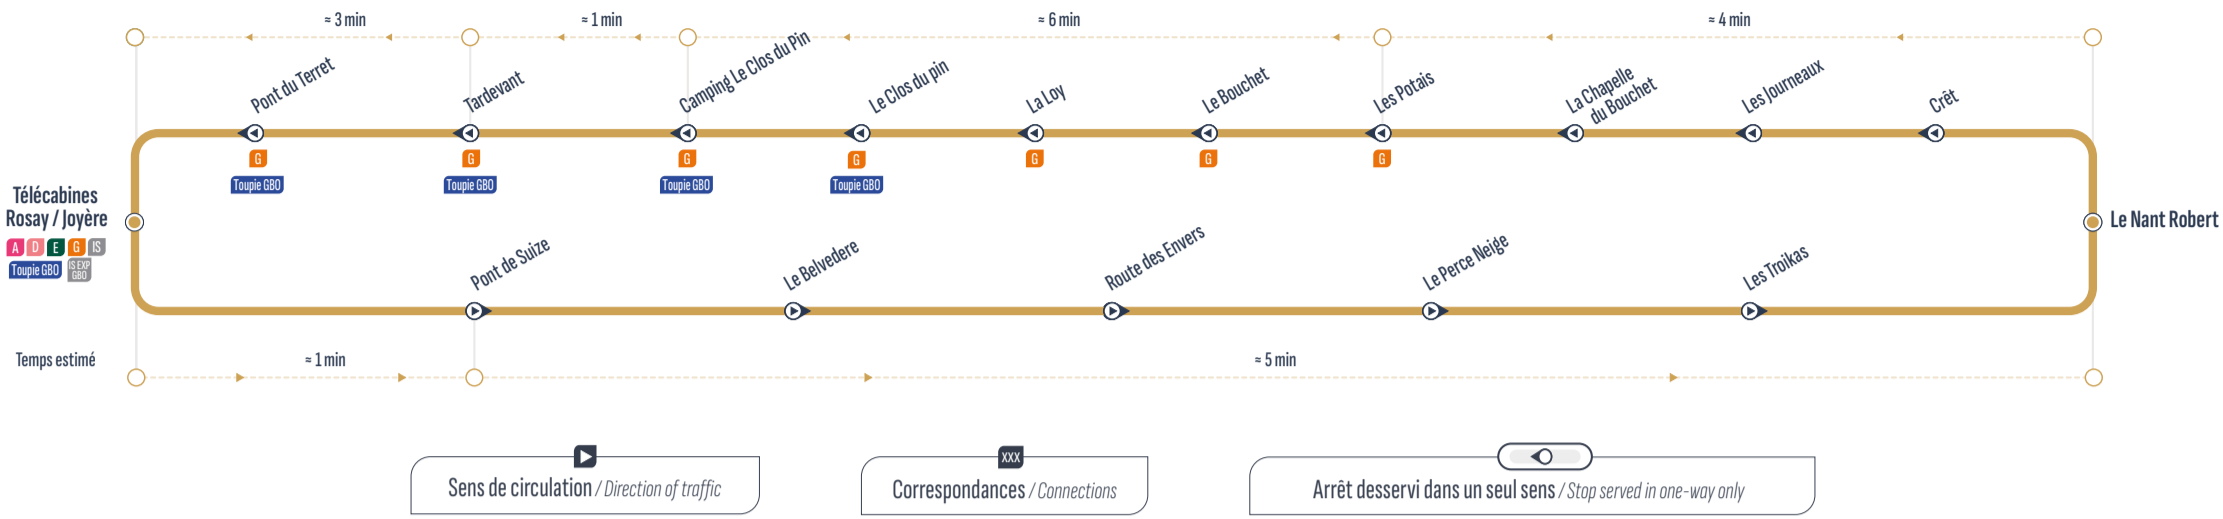 ≈ 3 min
≈ 1 min
≈ 6 min
≈ 4 min
Pont du Terret
Tardevant
Camping Le Clos du Pin
Le Clos du pin
La Loy
Le Bouchet
Les Potais
La Chapelle
du Bouchet
Les Journeaux
Crêt
G
G
G
G
G
G
G
Toupie GBO
Toupie GBO
Toupie GBO
Toupie GBO
Télécabines
Rosay / Joyère
A D E G IS
Toupie GBO
IS EXP
GBO
Le Nant Robert
Pont de Suize
Le Belvedere
Route des Envers
Le Perce Neige
Les Troikas
Temps estimé
≈ 1 min
≈ 5 min
Sens de circulation / Direction of traffic
XXX
Correspondances / Connections
Arrêt desservi dans un seul sens / Stop served in one-way only